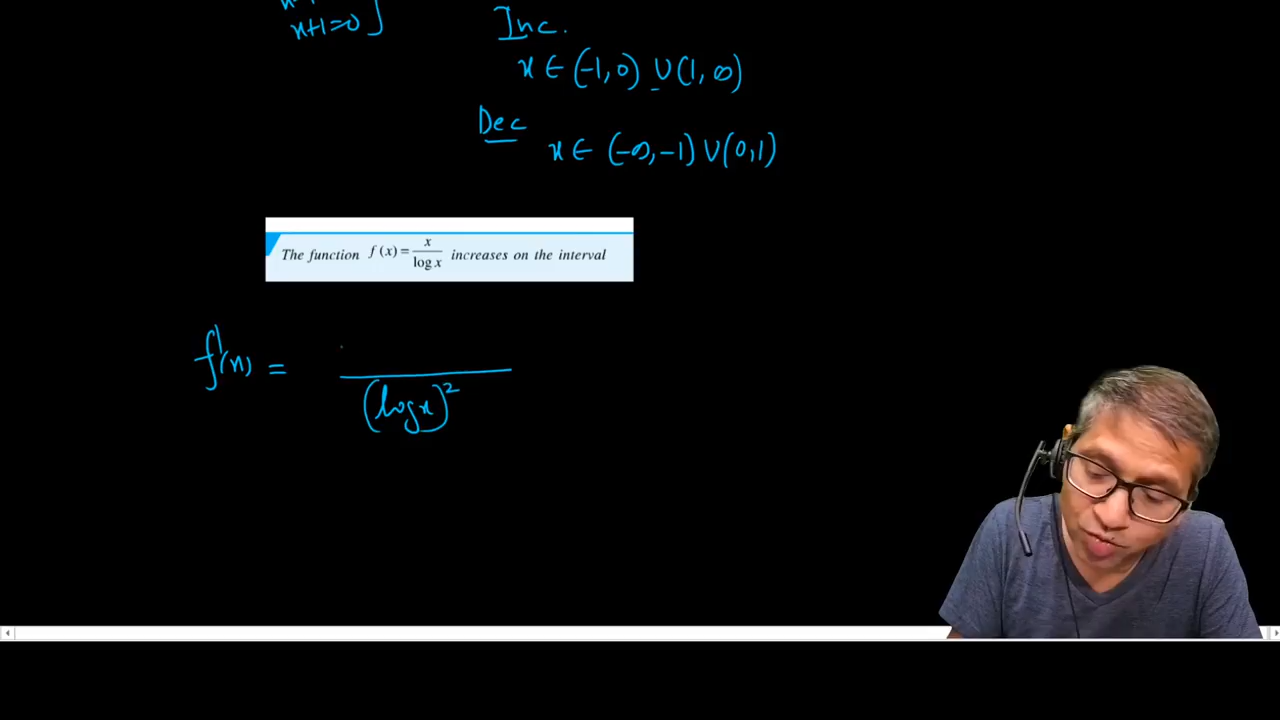 x+1=0]
Inc.
x ∈ (-1, 0) ∪ (1, ∞)
Dec
x ∈ (-∞, -1) ∪ (0, 1)
The function f (x) = x / log x increases on the interval
f'(x) =
(log x)²